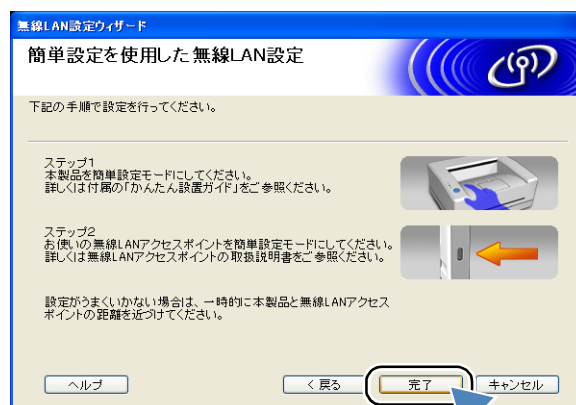 無線LAN設定ウィザード
簡単設定を使用した無線LAN設定
下記の手順で設定を行ってください。
ステップ1
本製品を簡単設定モードにしてください。
詳しくは付属の「かんたん設置ガイド」をご参照ください。
ステップ2
お使いの無線LANアクセスポイントを簡単設定モードにしてください。
詳しくは無線LANアクセスポイントの取扱説明書をご参照ください。
設定がうまくいかない場合は、一時的に本製品と無線LANアクセス
ポイントの距離を近づけてください。
ヘルプ
< 戻る
完了
キャンセル